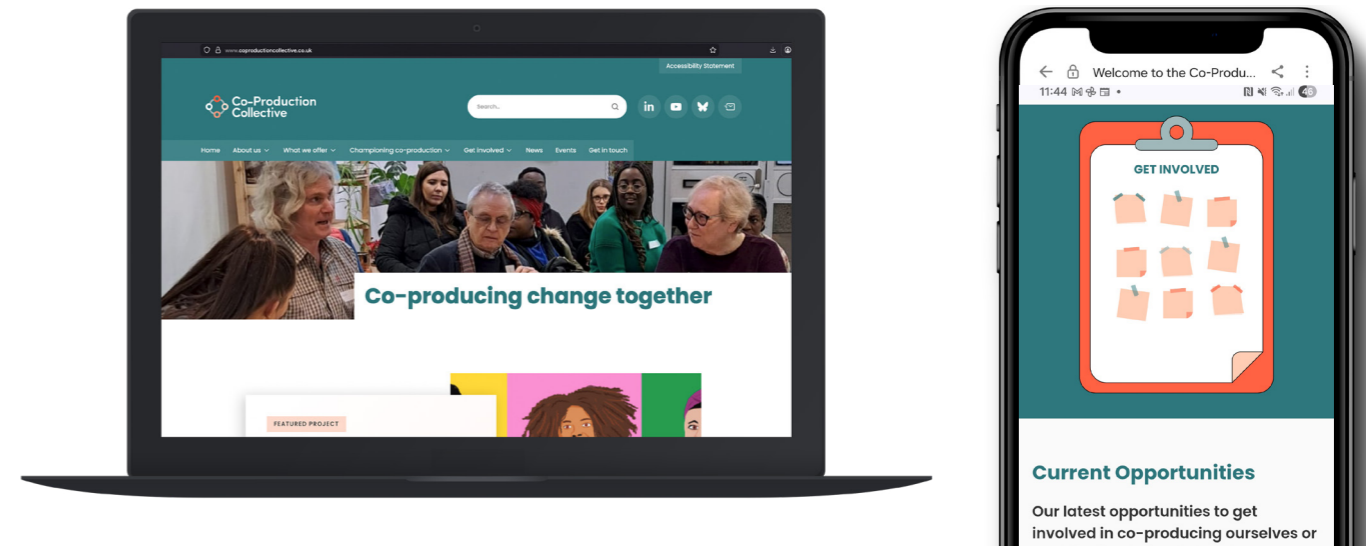 www.coproductioncollective.co.uk
Accessibility Statement
Co-Production
Collective
Search...
in
Home About us What we offer Championing co-production Get involved News Events Get in touch
Co-producing change together
FEATURED PROJECT
Welcome to the Co-Produ...
11:44
46
GET INVOLVED
Current Opportunities
Our latest opportunities to get
involved in co-producing ourselves or